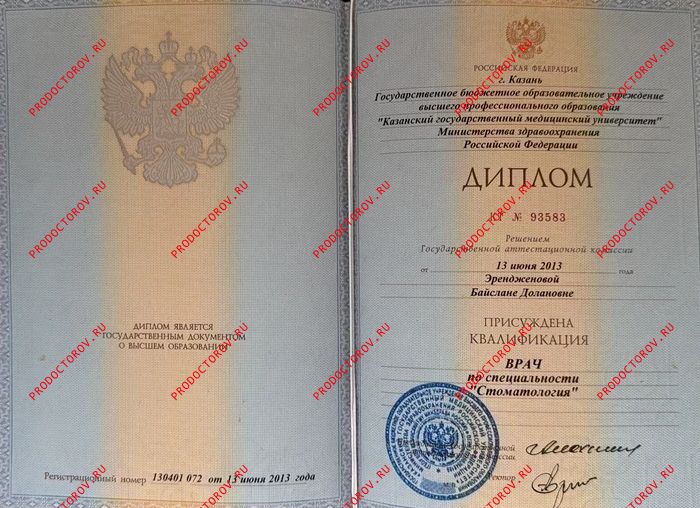 ДИПЛОМ ЯВЛЯЕТСЯ
ГОСУДАРСТВЕННЫМ ДОКУМЕНТОМ
О ВЫСШЕМ ОБРАЗОВАНИИ
Регистрационный номер 130401 072 от 13 июня 2013 года
РОССИЙСКАЯ ФЕДЕРАЦИЯ
г. Казань
Государственное бюджетное образовательное учреждение
высшего профессионального образования
"Казанский государственный медицинский университет"
Министерства здравоохранения
Российской Федерации
ДИПЛОМ
КГ № 93583
Решением
Государственной аттестационной комиссии
от 13 июня 2013 года
Эрендженовой
Байслане Долановне
ПРИСУЖДЕНА
КВАЛИФИКАЦИЯ
ВРАЧ
по специальности
"Стоматология"
PRODOCTOROV.RU